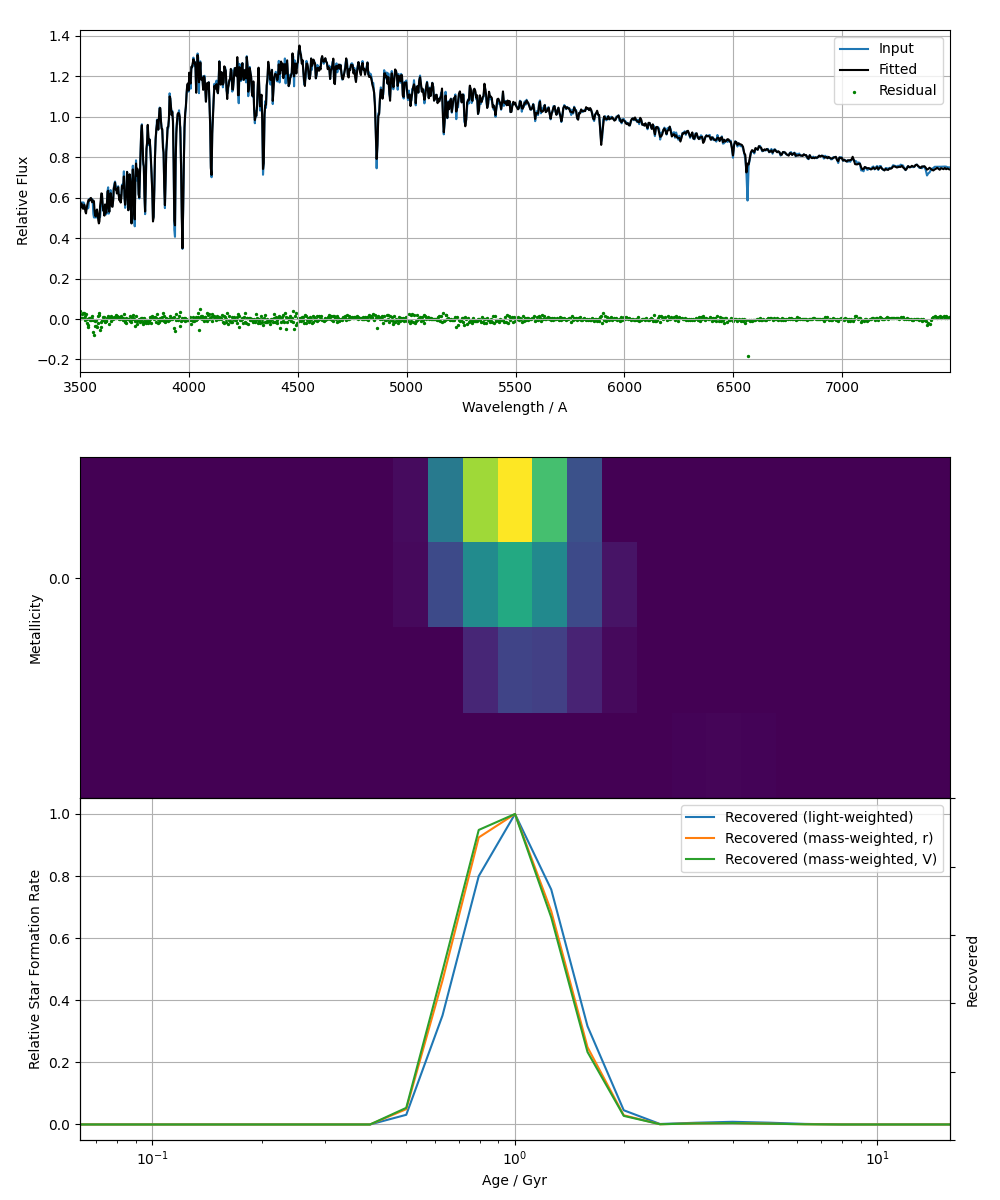 1.4
1.2
1.0
0.8
0.6
0.4
0.2
0.0
−0.2
Relative Flux
Input
Fitted
Residual
3500 4000 4500 5000 5500 6000 6500 7000
Wavelength / A
0.0
Metallicity
1.0
0.8
0.6
0.4
0.2
0.0
Relative Star Formation Rate
Recovered (light-weighted)
Recovered (mass-weighted, r)
Recovered (mass-weighted, V)
Recovered
10⁻¹ 10⁰ 10¹
Age / Gyr